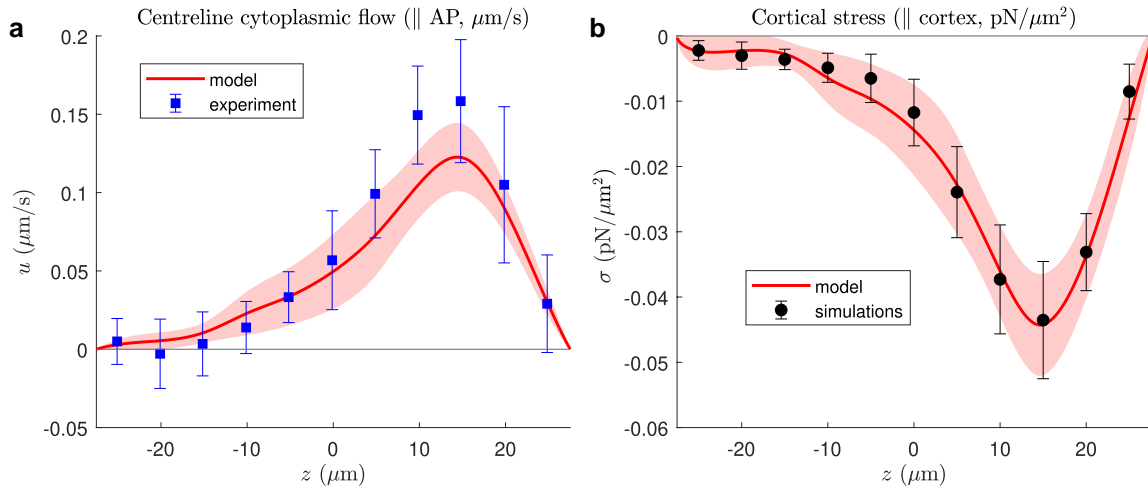 a
Centreline cytoplasmic flow (∥ AP, μm/s)
0.2
0.15
0.1
0.05
0
-0.05
u (μm/s)
model
experiment
-20
-10
0
10
20
z (μm)
b
Cortical stress (∥ cortex, pN/μm²)
0
-0.01
-0.02
-0.03
-0.04
-0.05
-0.06
σ (pN/μm²)
model
simulations
-20
-10
0
10
20
z (μm)